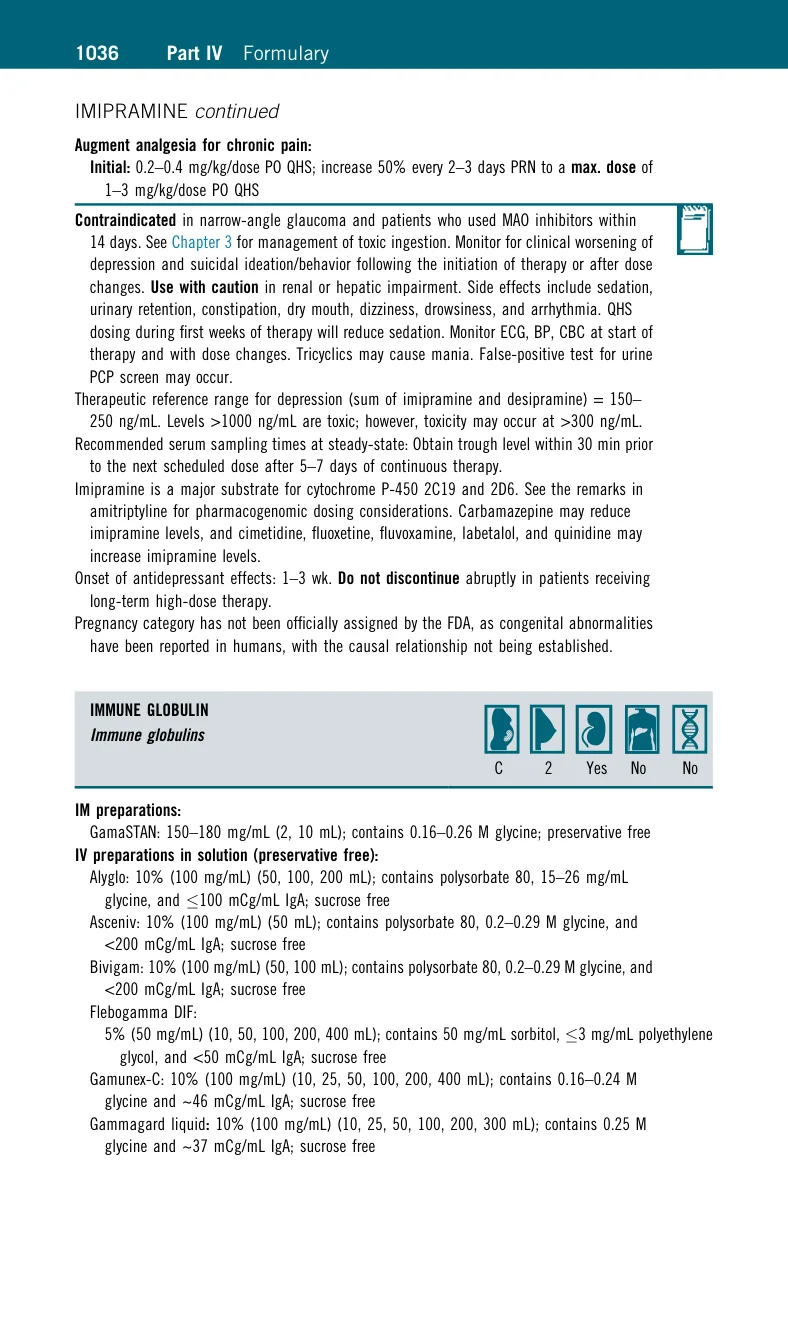 1036 Part IV Formulary
IMIPRAMINE continued
Augment analgesia for chronic pain:
Initial: 0.2–0.4 mg/kg/dose PO QHS; increase 50% every 2–3 days PRN to a max. dose of
1–3 mg/kg/dose PO QHS
Contraindicated in narrow-angle glaucoma and patients who used MAO inhibitors within
14 days. See Chapter 3 for management of toxic ingestion. Monitor for clinical worsening of
depression and suicidal ideation/behavior following the initiation of therapy or after dose
changes. Use with caution in renal or hepatic impairment. Side effects include sedation,
urinary retention, constipation, dry mouth, dizziness, drowsiness, and arrhythmia. QHS
dosing during first weeks of therapy will reduce sedation. Monitor ECG, BP, CBC at start of
therapy and with dose changes. Tricyclics may cause mania. False-positive test for urine
PCP screen may occur.
Therapeutic reference range for depression (sum of imipramine and desipramine) = 150–
250 ng/mL. Levels >1000 ng/mL are toxic; however, toxicity may occur at >300 ng/mL.
Recommended serum sampling times at steady-state: Obtain trough level within 30 min prior
to the next scheduled dose after 5–7 days of continuous therapy.
Imipramine is a major substrate for cytochrome P-450 2C19 and 2D6. See the remarks in
amitriptyline for pharmacogenomic dosing considerations. Carbamazepine may reduce
imipramine levels, and cimetidine, fluoxetine, fluvoxamine, labetalol, and quinidine may
increase imipramine levels.
Onset of antidepressant effects: 1–3 wk. Do not discontinue abruptly in patients receiving
long-term high-dose therapy.
Pregnancy category has not been officially assigned by the FDA, as congenital abnormalities
have been reported in humans, with the causal relationship not being established.
IMMUNE GLOBULIN
Immune globulins
C 2 Yes No No
IM preparations:
GamaSTAN: 150–180 mg/mL (2, 10 mL); contains 0.16–0.26 M glycine; preservative free
IV preparations in solution (preservative free):
Alyglo: 10% (100 mg/mL) (50, 100, 200 mL); contains polysorbate 80, 15–26 mg/mL
glycine, and ≤100 mCg/mL IgA; sucrose free
Asceniv: 10% (100 mg/mL) (50 mL); contains polysorbate 80, 0.2–0.29 M glycine, and
<200 mCg/mL IgA; sucrose free
Bivigam: 10% (100 mg/mL) (50, 100 mL); contains polysorbate 80, 0.2–0.29 M glycine, and
<200 mCg/mL IgA; sucrose free
Flebogamma DIF:
5% (50 mg/mL) (10, 50, 100, 200, 400 mL); contains 50 mg/mL sorbitol, ≤3 mg/mL polyethylene
glycol, and <50 mCg/mL IgA; sucrose free
Gamunex-C: 10% (100 mg/mL) (10, 25, 50, 100, 200, 400 mL); contains 0.16–0.24 M
glycine and ~46 mCg/mL IgA; sucrose free
Gammagard liquid: 10% (100 mg/mL) (10, 25, 50, 100, 200, 300 mL); contains 0.25 M
glycine and ~37 mCg/mL IgA; sucrose free